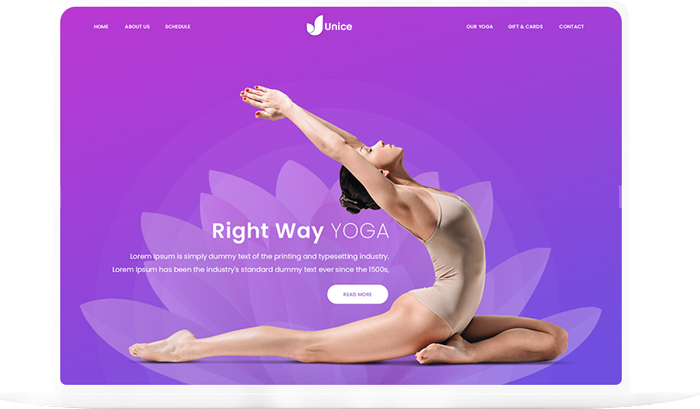 HOME ABOUT US SCHEDULE Unice OUR YOGA GIFT & CARDS CONTACT
Right Way YOGA
Lorem Ipsum is simply dummy text of the printing and typesetting industry.
Lorem Ipsum has been the industry's standard dummy text ever since the 1500s,
READ MORE